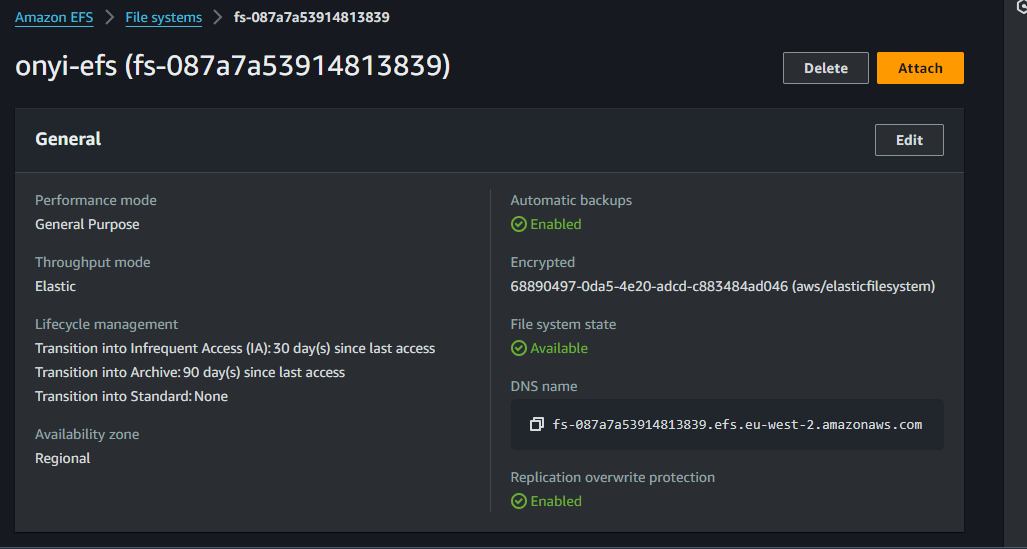 Amazon EFS > File systems > fs-087a7a53914813839
onyi-efs (fs-087a7a53914813839)
Delete
Attach
General
Edit
Performance mode
General Purpose
Throughput mode
Elastic
Lifecycle management
Transition into Infrequent Access (IA): 30 day(s) since last access
Transition into Archive: 90 day(s) since last access
Transition into Standard: None
Availability zone
Regional
Automatic backups
Enabled
Encrypted
68890497-0da5-4e20-adcd-c883484ad046 (aws/elasticfilesystem)
File system state
Available
DNS name
fs-087a7a53914813839.efs.eu-west-2.amazonaws.com
Replication overwrite protection
Enabled